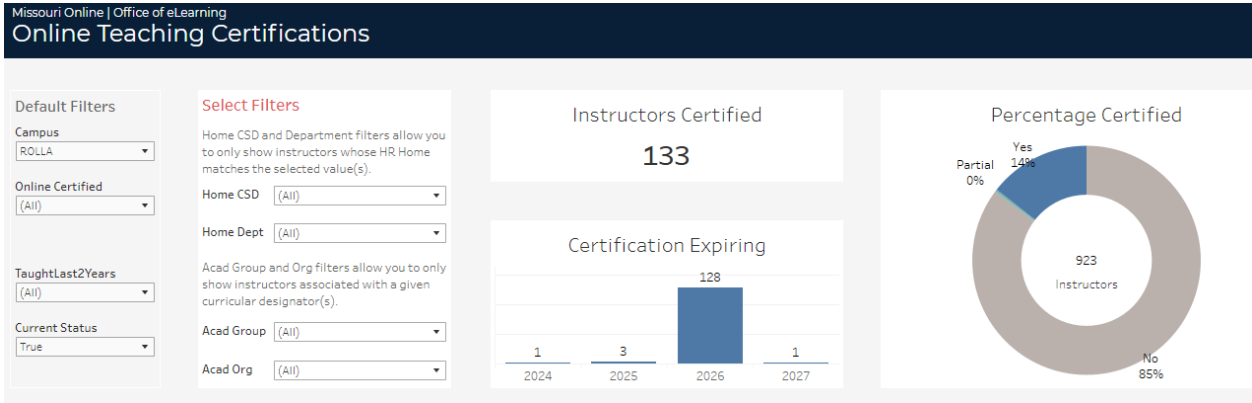 Missouri Online | Office of eLearning
Online Teaching Certifications
Default Filters
Campus
ROLLA
Online Certified
(All)
TaughtLast2Years
(All)
Current Status
True
Select Filters
Home CSD and Department filters allow you
to only show instructors whose HR Home
matches the selected value(s).
Home CSD (All)
Home Dept (All)
Acad Group and Org filters allow you to only
show instructors associated with a given
curricular designator(s).
Acad Group (All)
Acad Org (All)
Instructors Certified
133
Certification Expiring
128
1 3 1
2024 2025 2026 2027
Percentage Certified
Yes
14%
Partial
0%
923
Instructors
No
85%